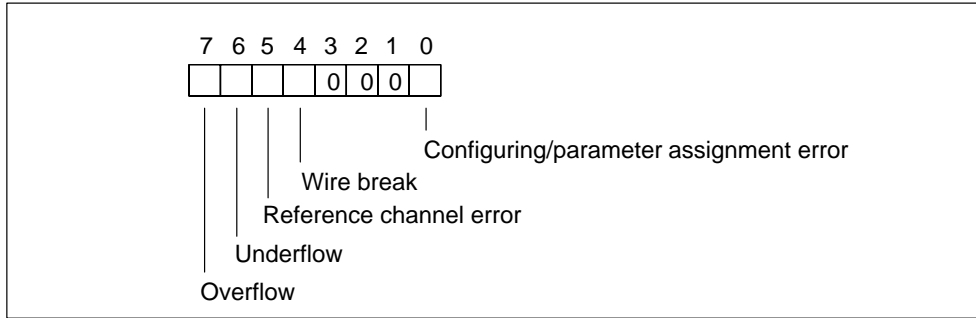 7 6 5 4 3 2 1 0
0 0 0
Configuring/parameter assignment error
Wire break
Reference channel error
Underflow
Overflow